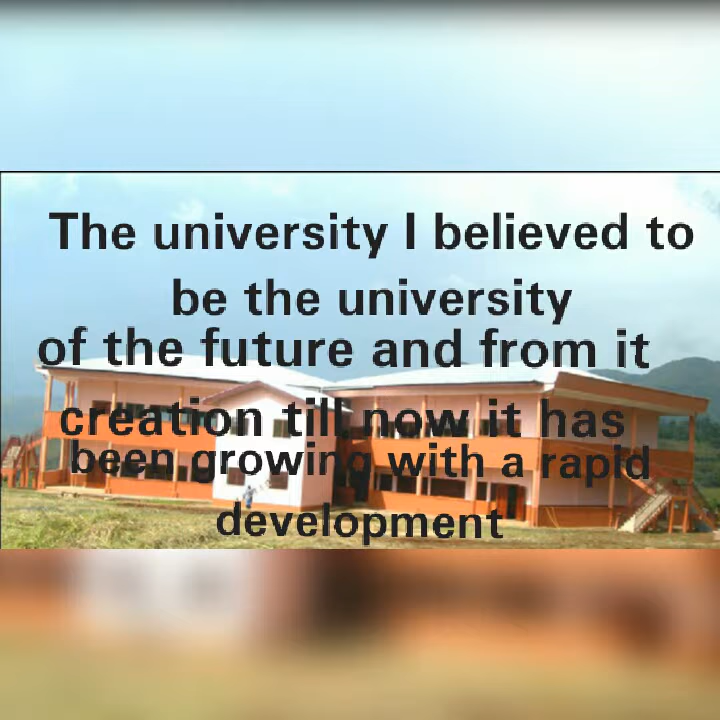 The university I believed to
be the university
of the future and from it
creation till now it has
been growing with a rapid
development